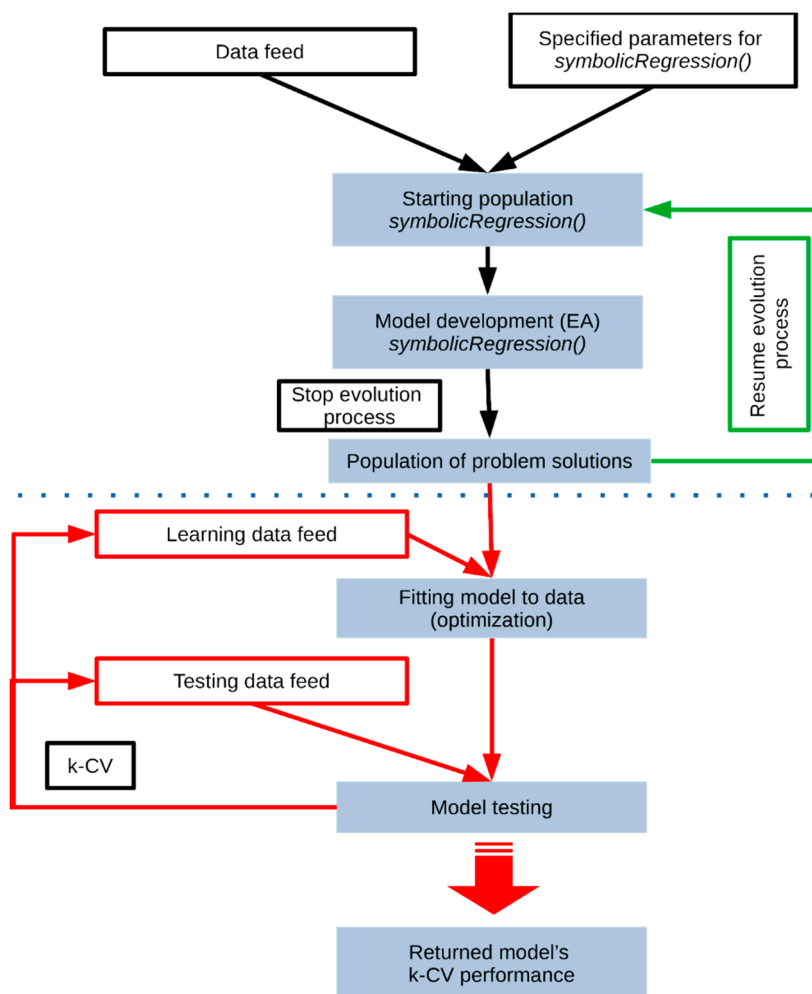 Data feed
Specified parameters for
symbolicRegression()
Starting population
symbolicRegression()
Model development (EA)
symbolicRegression()
Resume evolution
process
Stop evolution
process
Population of problem solutions
Learning data feed
Fitting model to data
(optimization)
Testing data feed
k-CV
Model testing
Returned model’s
k-CV performance